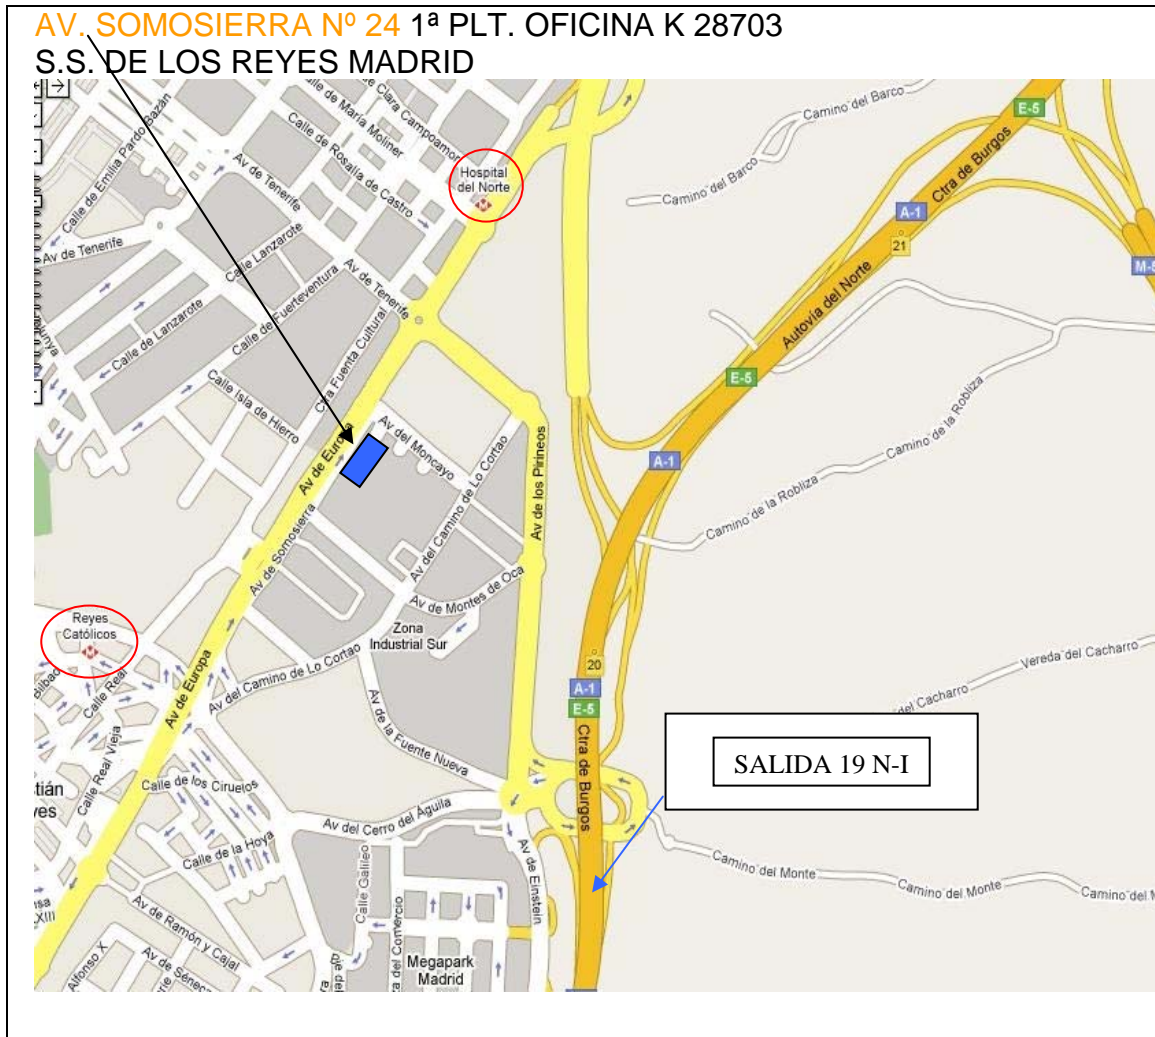 AV. SOMOSIERRA Nº 24 1ª PLT. OFICINA K 28703
S.S. DE LOS REYES MADRID
Calle de Emilia Pardo Bazán
Calle de María Moliner
Clara Campoamor
Calle de Rosalía de Castro
Hospital
del Norte
Camino del Barco
Camino del Barco
E-5
Ctra de Burgos
A-1
21
Autovía del Norte
Av de Tenerife
Av de Tenerife
Av de Tenerife
Calle Lanzarote
Calle de Lanzarote
Calle de Fuerteventura
Calle Isla de Hierro
Ctra Fuenta Cultural
Av de Europa
Av del Moncayo
Av del Camino de Lo Cortao
Av de los Pirineos
E-5
A-1
Camino de la Robliza
Camino de la Robliza
Av de Somosierra
Av de Montes de Oca
Zona
Industrial Sur
Reyes
Católicos
Calle Real
Av de Europa
Av del Camino de Lo Cortao
Av de la Fuente Nueva
20
A-1
E-5
Ctra de Burgos
Vereda del Cacharro
del Cacharro
SALIDA 19 N-I
Calle Real Vieja
Calle de los Ciruelos
Calle de la Hoya
Av del Cerro del Águila
Calle Galileo
Av de Einstein
Camino del Monte
Camino del Monte
Camino del M
tián
yes
XIII
Av de Ramón y Cajal
Alfonso X
Av de Séneca
del Comercio
Megapark
Madrid